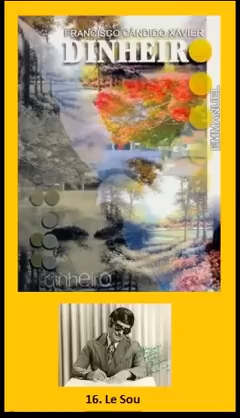 FRANCISCO CÂNDIDO XAVIER
DINHEIRO
EMMANUEL
dinheiro
16. Le Sou